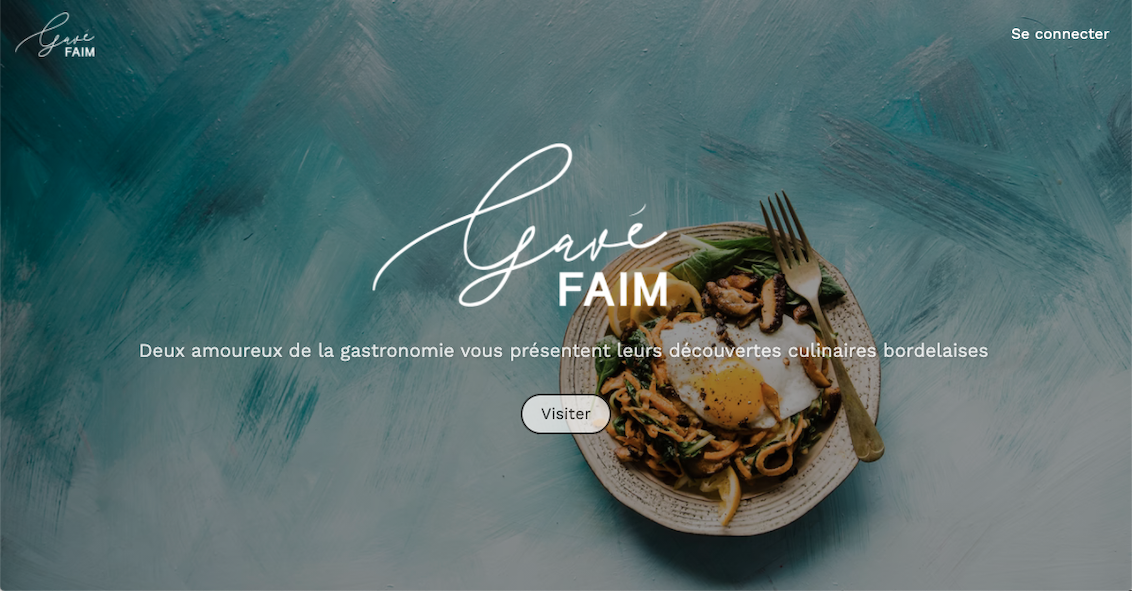 Gavé
FAIM
Se connecter
Gavé
FAIM
Deux amoureux de la gastronomie vous présentent leurs découvertes culinaires bordelaises
Visiter